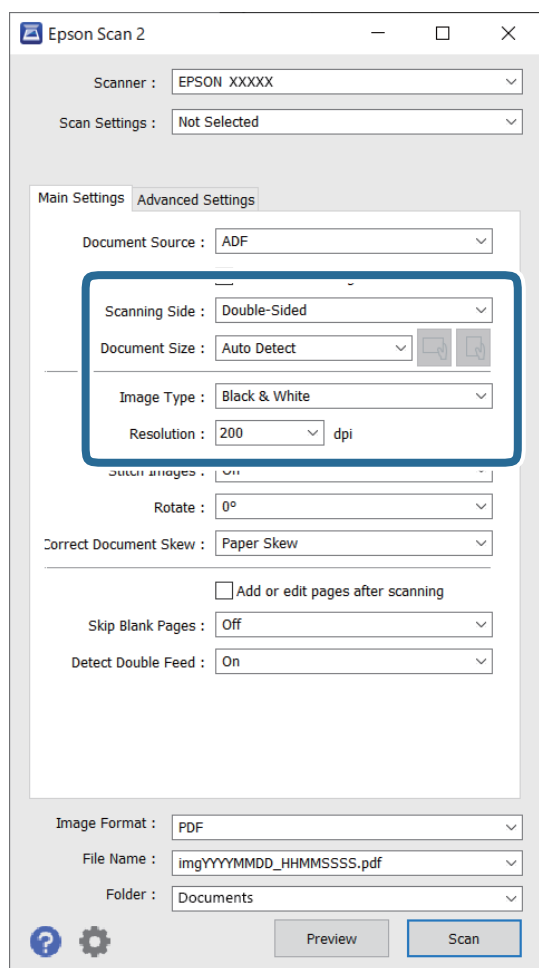 Epson Scan 2
Scanner : EPSON XXXXX
Scan Settings : Not Selected
Main Settings Advanced Settings
Document Source : ADF
Scanning Side : Double-Sided
Document Size : Auto Detect
Image Type : Black & White
Resolution : 200 dpi
Stitch Images : Off
Rotate : 0°
Correct Document Skew : Paper Skew
Add or edit pages after scanning
Skip Blank Pages : Off
Detect Double Feed : On
Image Format : PDF
File Name : imgYYYYMMDD_HHMMSSSS.pdf
Folder : Documents
? Preview Scan